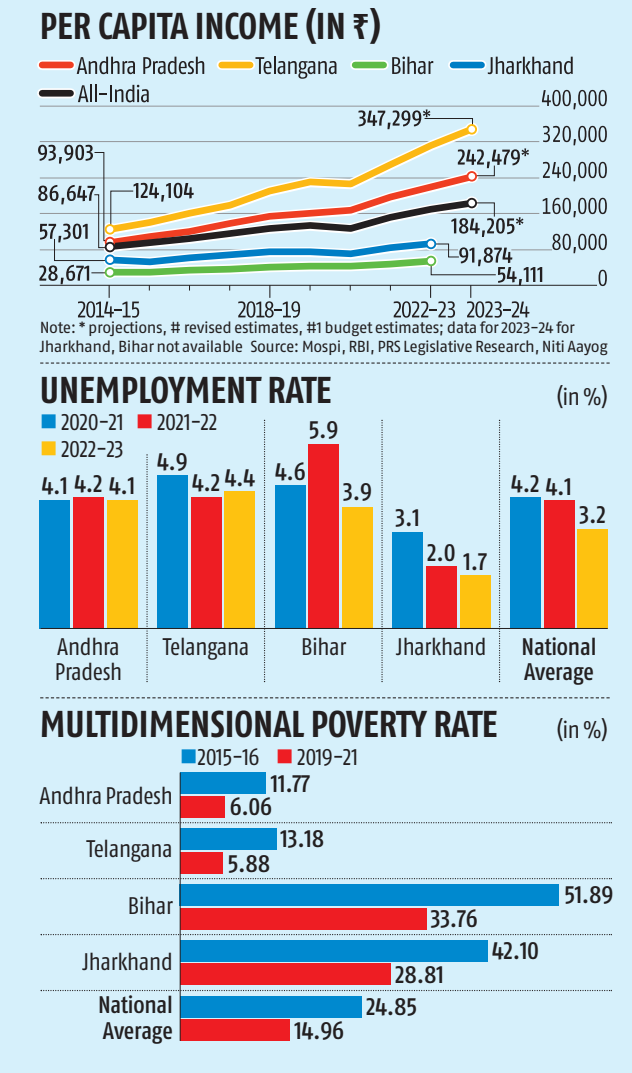 PER CAPITA INCOME (IN ₹)
Andhra Pradesh Telangana Bihar Jharkhand
All-India
400,000
347,299*
320,000
93,903
242,479*
240,000
86,647
124,104
160,000
57,301
184,205*
80,000
91,874
28,671
54,111
0
2014-15 2018-19 2022-23 2023-24
Note: * projections, # revised estimates, #1 budget estimates; data for 2023-24 for
Jharkhand, Bihar not available Source: Mospi, RBI, PRS Legislative Research, Niti Aayog
UNEMPLOYMENT RATE (in %)
2020-21 2021-22
2022-23
4.1 4.2 4.1
4.9 4.2 4.4
4.6 5.9 3.9
3.1 2.0 1.7
4.2 4.1 3.2
Andhra
Pradesh
Telangana
Bihar
Jharkhand
National
Average
MULTIDIMENSIONAL POVERTY RATE (in %)
2015-16 2019-21
Andhra Pradesh
11.77
6.06
Telangana
13.18
5.88
Bihar
51.89
33.76
Jharkhand
42.10
28.81
National
Average
24.85
14.96